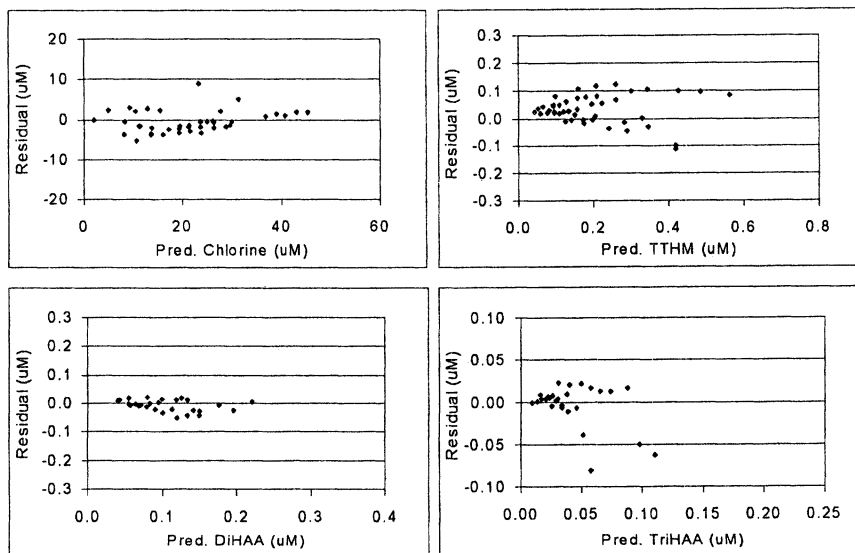 20
10
0
-10
-20
Residual (uM)
0 20 40 60
Pred. Chlorine (uM)
0.3
0.2
0.1
0.0
-0.1
-0.2
-0.3
Residual (uM)
0.0 0.2 0.4 0.6 0.8
Pred. TTHM (uM)
0.3
0.2
0.1
0.0
-0.1
-0.2
-0.3
Residual (uM)
0.0 0.1 0.2 0.3 0.4
Pred. DiHAA (uM)
0.10
0.05
0.00
-0.05
-0.10
Residual (uM)
0.00 0.05 0.10 0.15 0.20 0.25
Pred. TriHAA (uM)